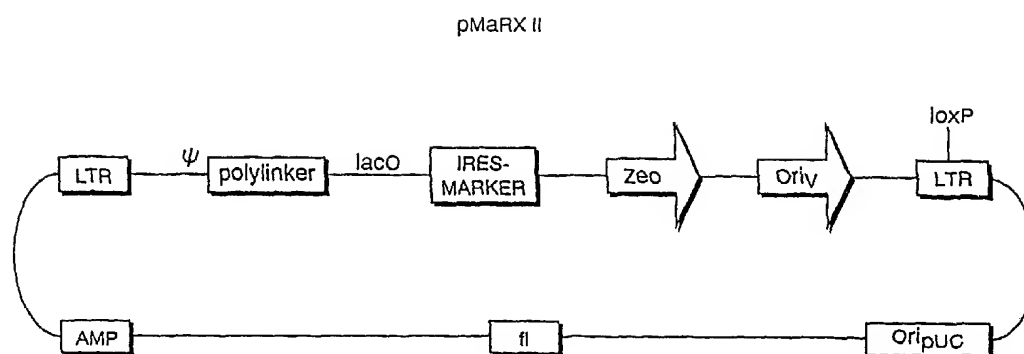 pMaRX II
loxP
LTR
ψ
polylinker
lacO
IRES-
MARKER
Zeo
OriV
LTR
AMP
fl
OripUC